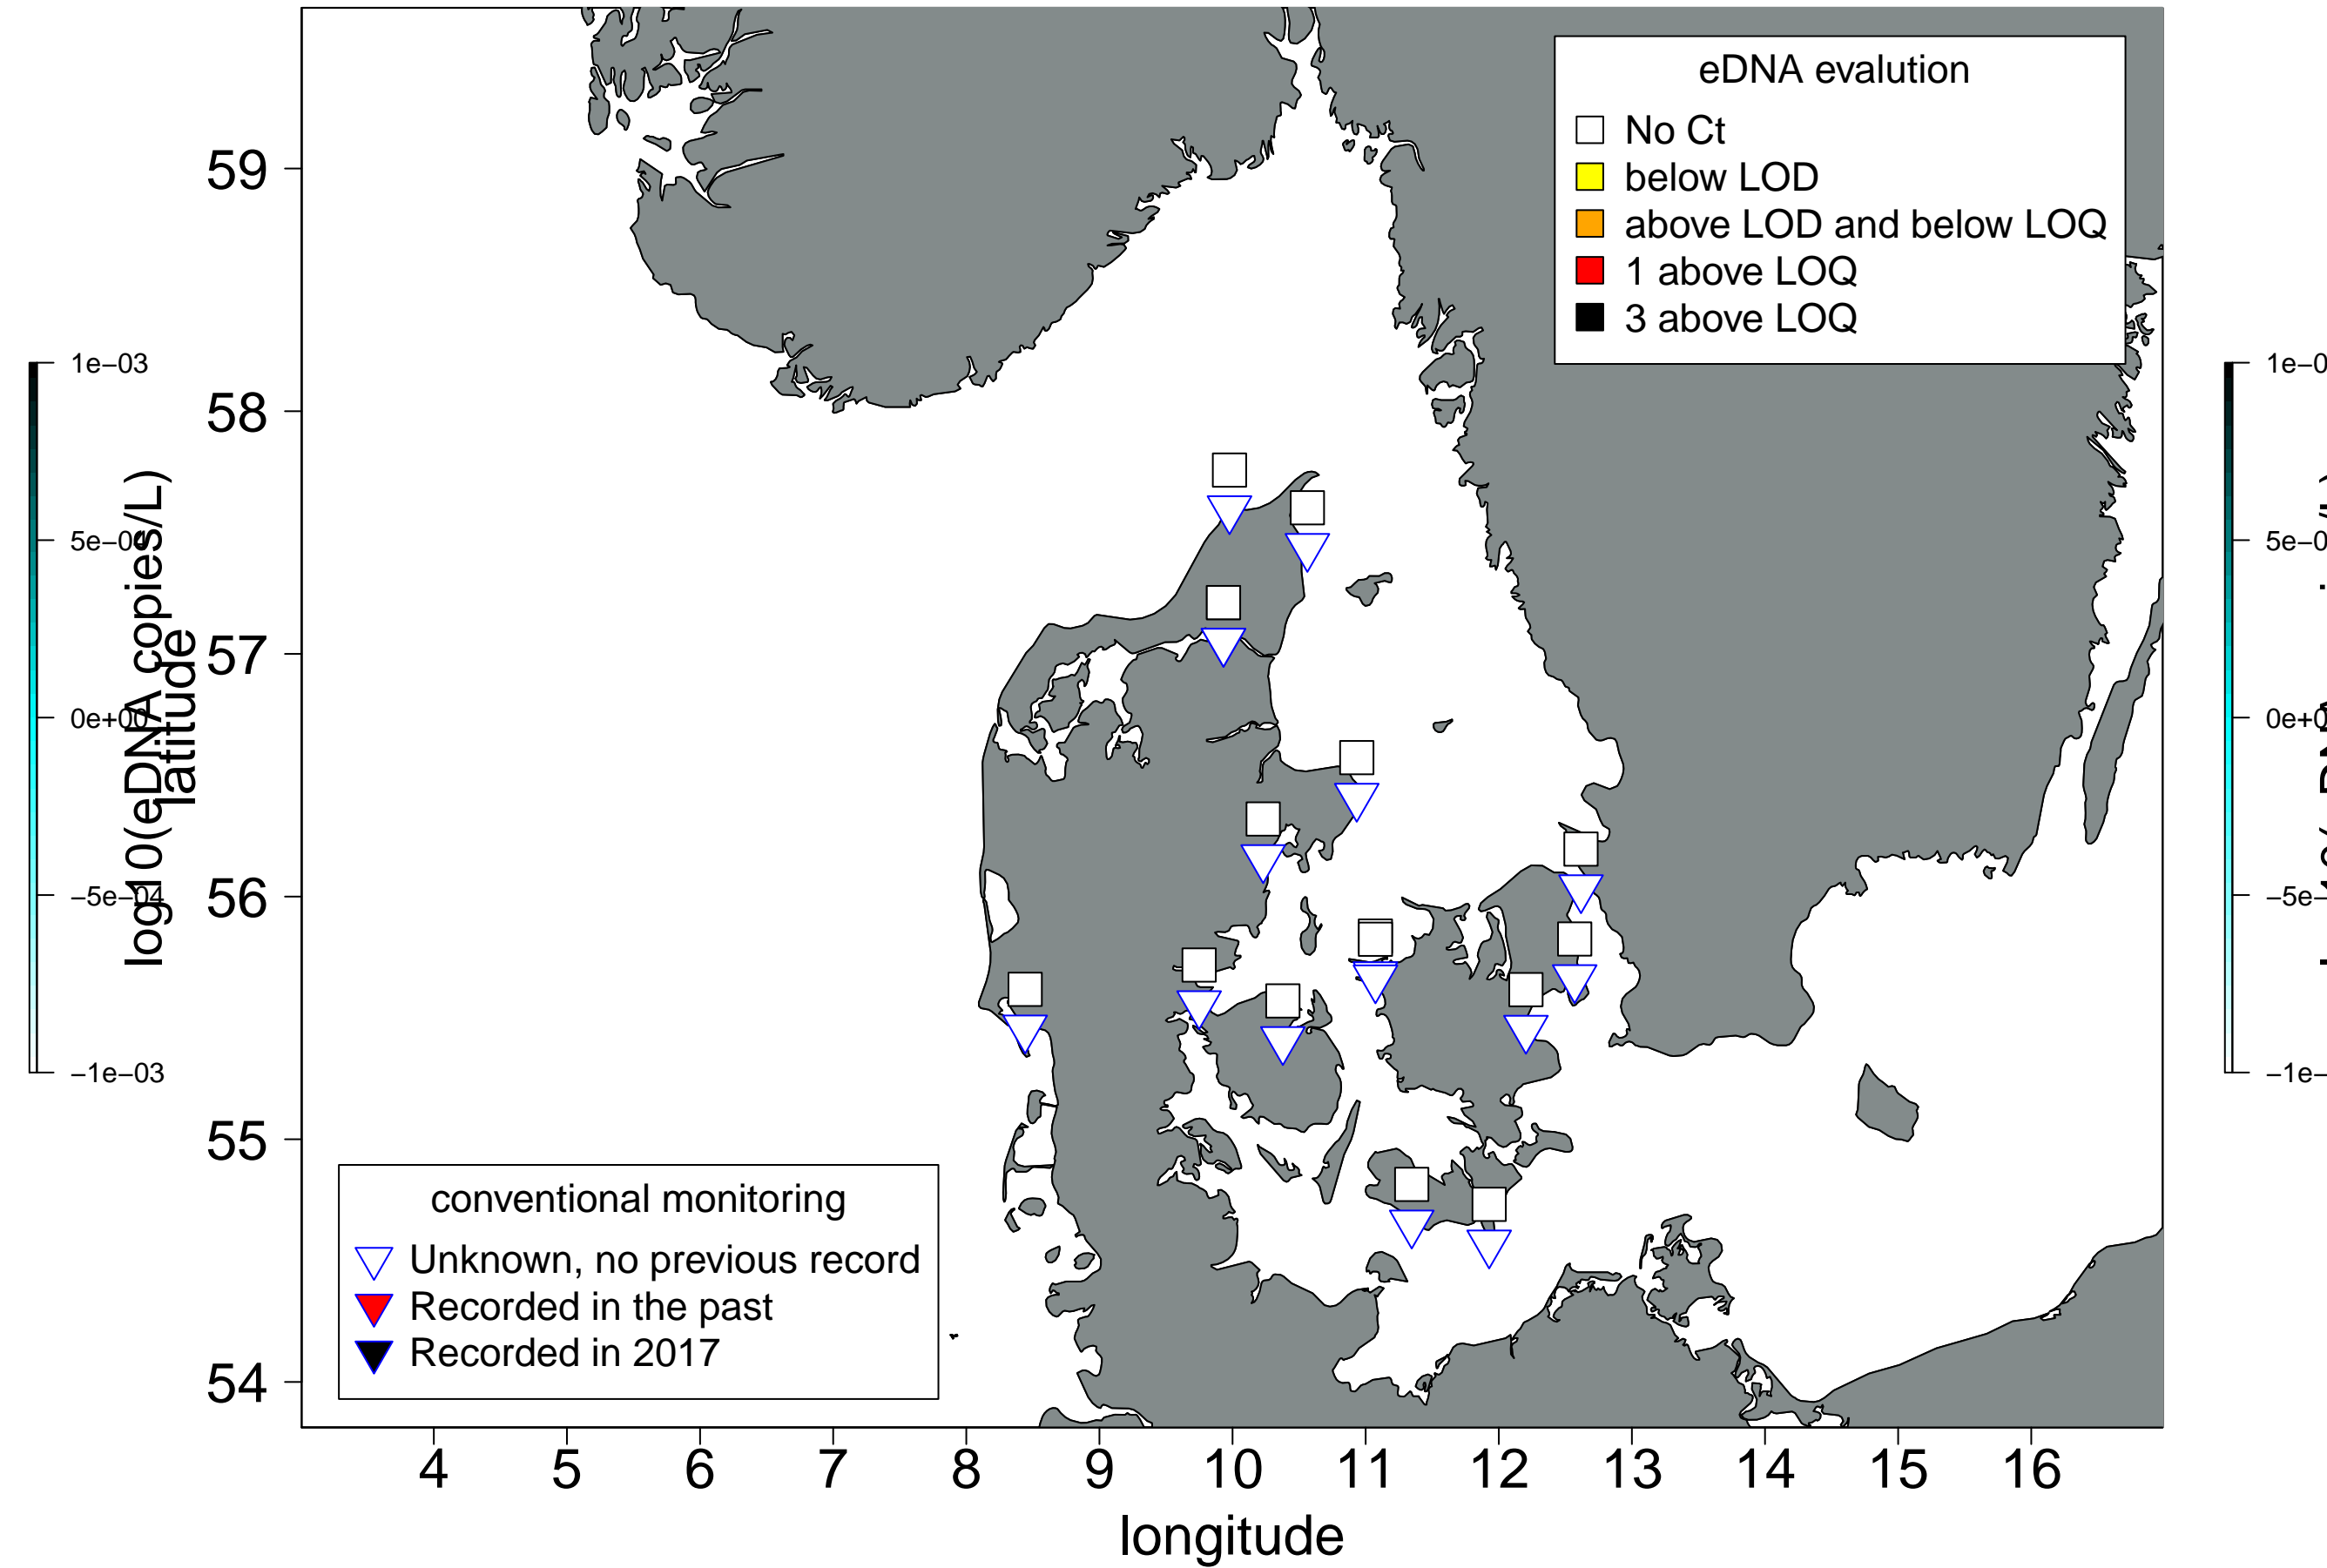 eDNA evalution
No Ct
below LOD
above LOD and below LOQ
1 above LOQ
3 above LOQ
59
58
57
56
55
54
latitude
1e−03
5e−04
0e+00
−5e−04
−1e−03
log10(eDNA copies/L)
conventional monitoring
Unknown, no previous record
Recorded in the past
Recorded in 2017
4 5 6 7 8 9 10 11 12 13 14 15 16
longitude